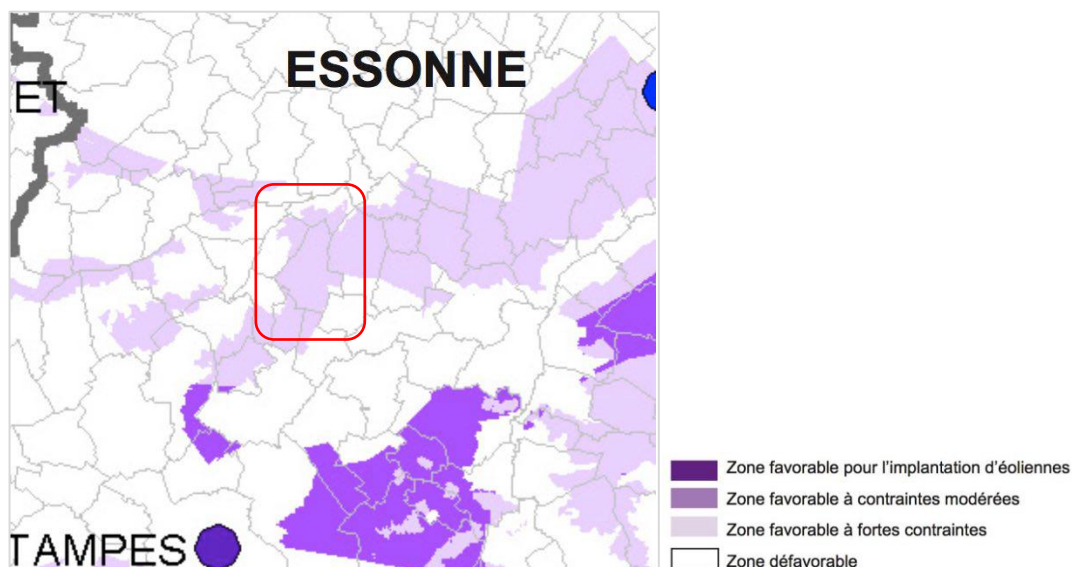 ESSONNE
ET
TAMPES
Zone favorable pour l'implantation d'éoliennes
Zone favorable à contraintes modérées
Zone favorable à fortes contraintes
Zone défavorable